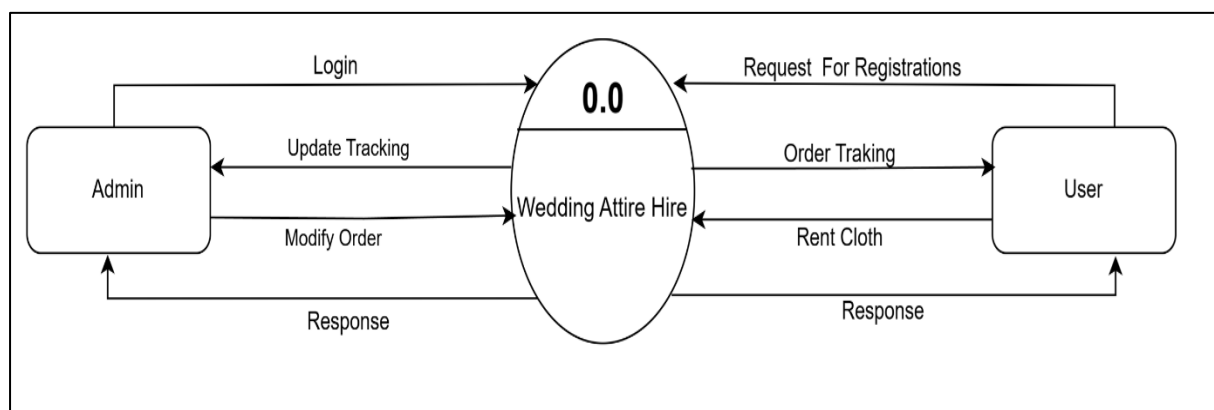 Login
Request For Registrations
0.0
Update Tracking
Order Traking
Admin
Wedding Attire Hire
User
Modify Order
Rent Cloth
Response
Response